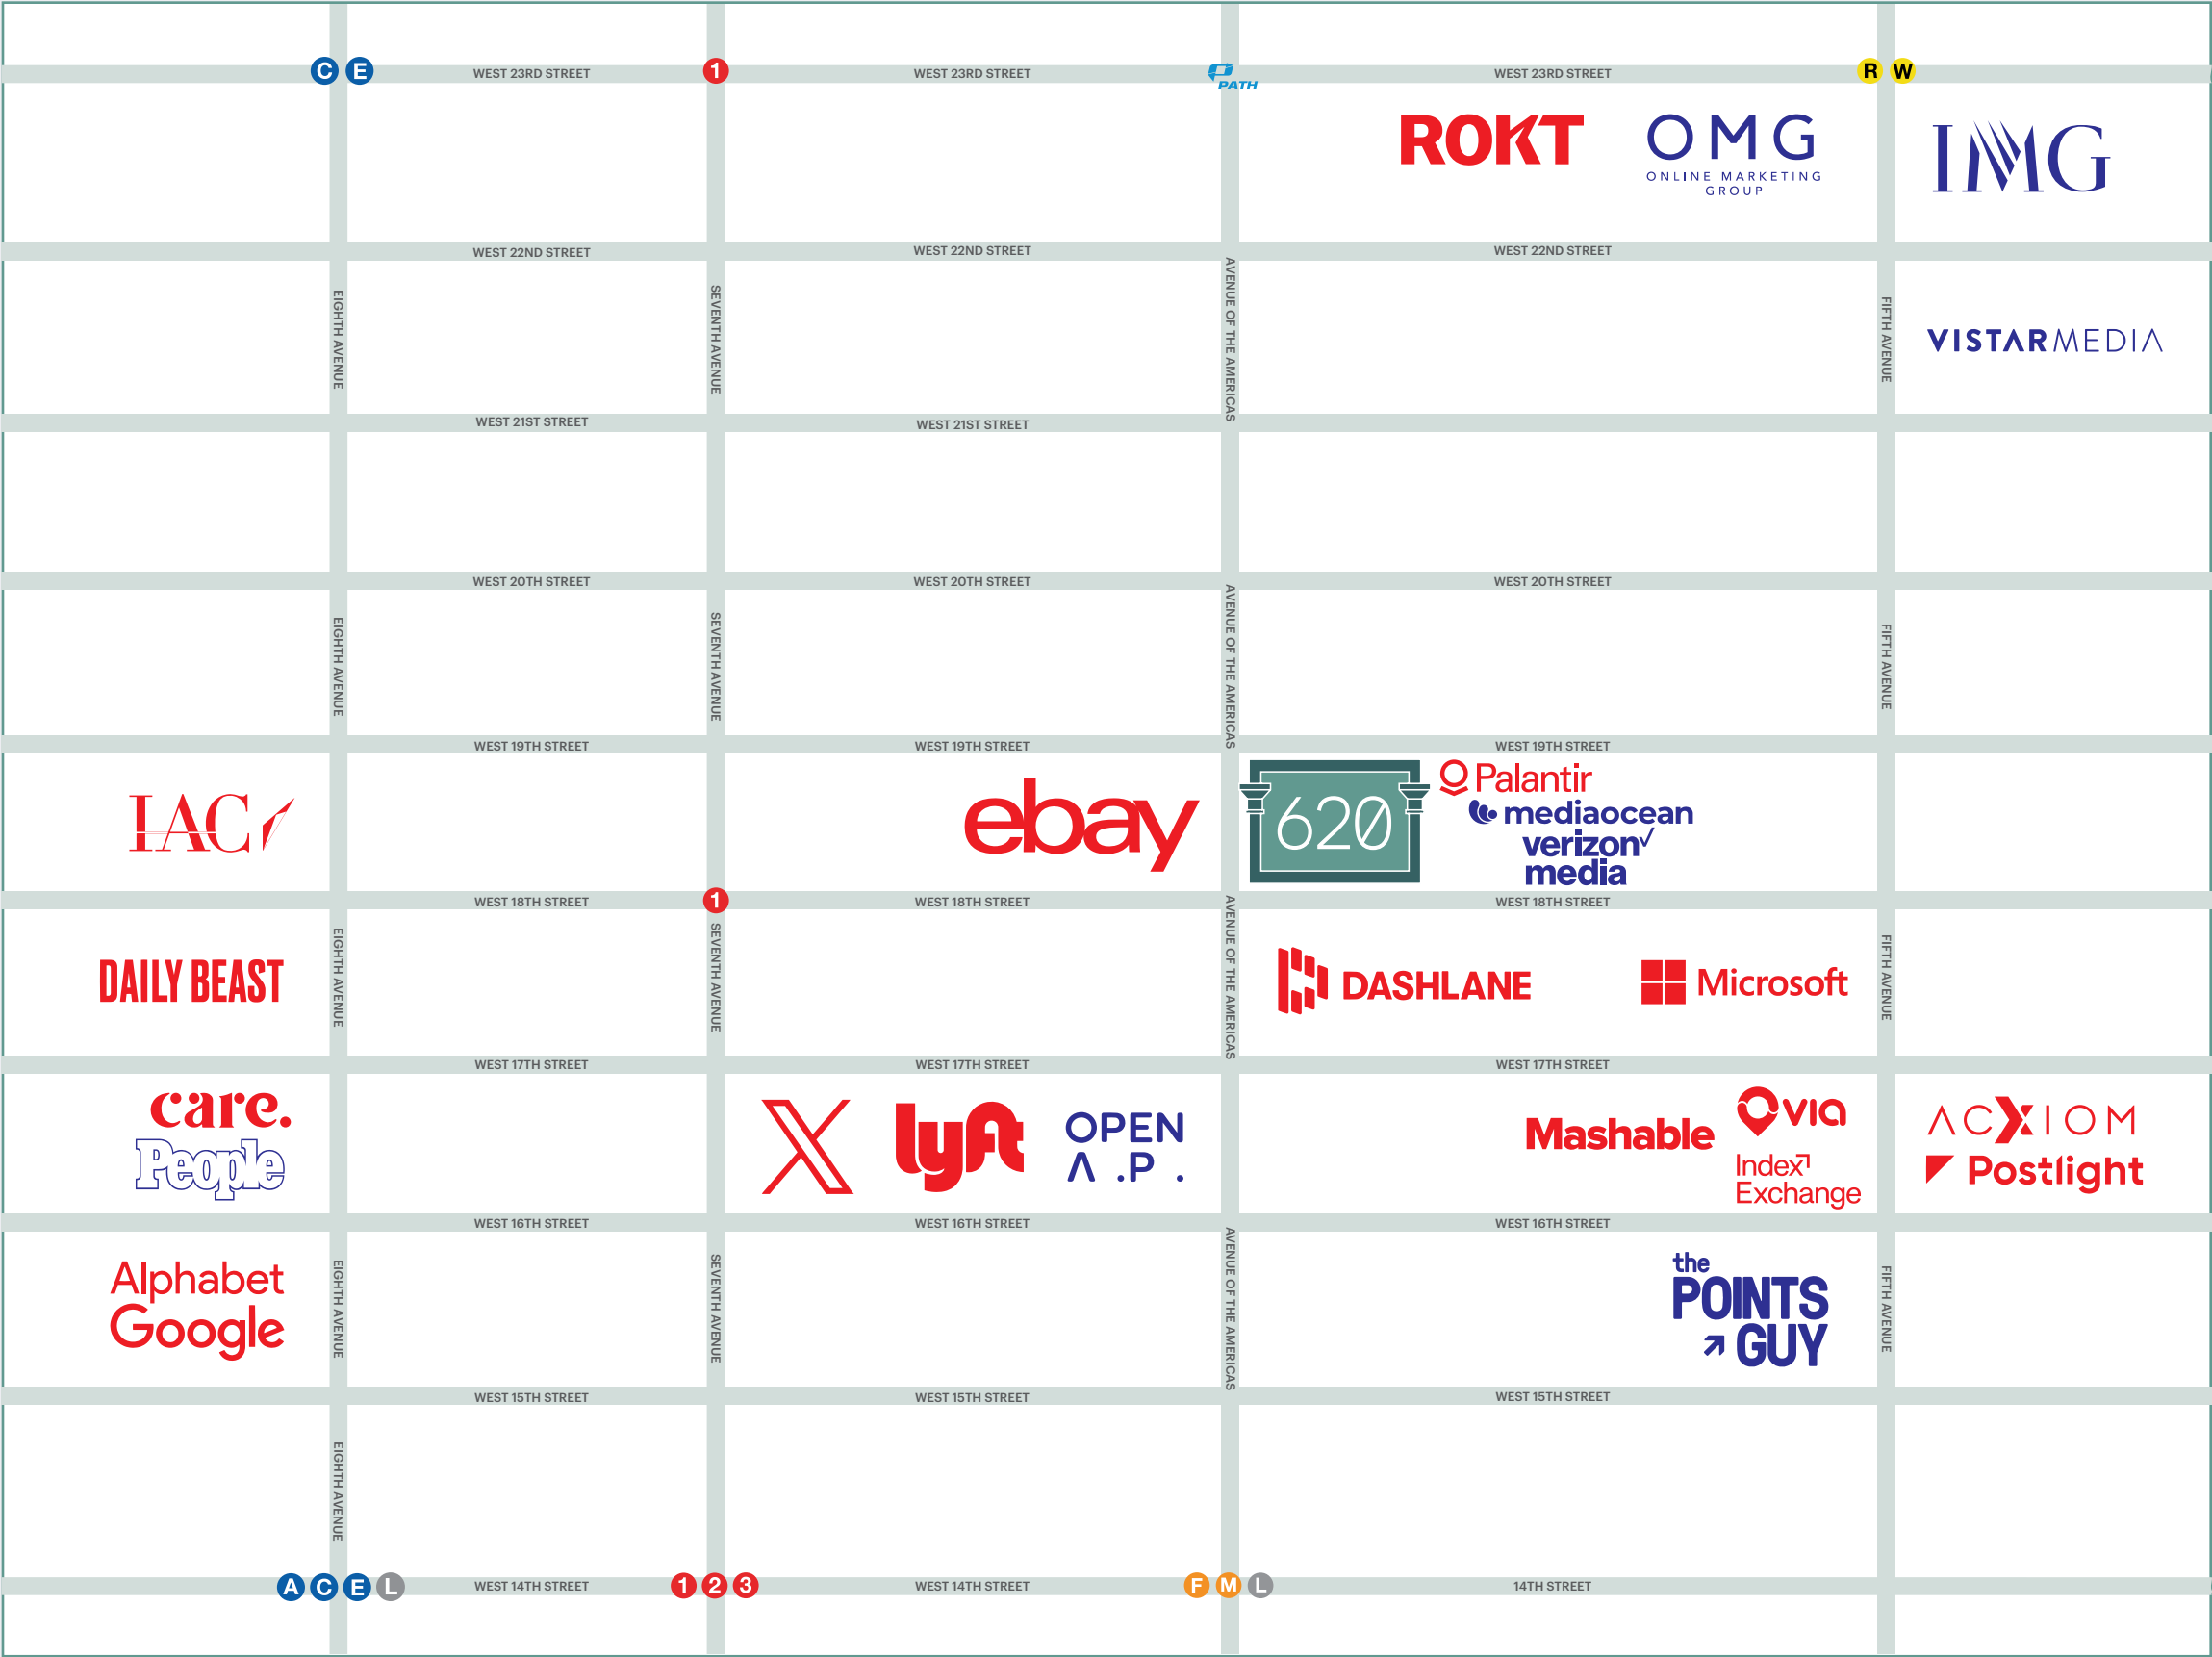 C E WEST 23RD STREET 1 WEST 23RD STREET PATH WEST 23RD STREET R W
ROKT
OMG
ONLINE MARKETING
GROUP
IMG
WEST 22ND STREET WEST 22ND STREET WEST 22ND STREET
EIGHTH AVENUE
SEVENTH AVENUE
AVENUE OF THE AMERICAS
FIFTH AVENUE
VISTARMEDIA
WEST 21ST STREET WEST 21ST STREET
WEST 20TH STREET WEST 20TH STREET WEST 20TH STREET
EIGHTH AVENUE
SEVENTH AVENUE
AVENUE OF THE AMERICAS
FIFTH AVENUE
WEST 19TH STREET WEST 19TH STREET WEST 19TH STREET
IAC
ebay
620
Palantir
mediaocean
verizon
media
WEST 18TH STREET 1 WEST 18TH STREET WEST 18TH STREET
DAILY BEAST
EIGHTH AVENUE
SEVENTH AVENUE
AVENUE OF THE AMERICAS
DASHLANE
Microsoft
FIFTH AVENUE
WEST 17TH STREET WEST 17TH STREET WEST 17TH STREET
care.
People
X
lyft
OPEN
A .P .
Mashable
via
Index
Exchange
ACXIOM
Postlight
WEST 16TH STREET WEST 16TH STREET WEST 16TH STREET
Alphabet
Google
EIGHTH AVENUE
SEVENTH AVENUE
AVENUE OF THE AMERICAS
the
POINTS
GUY
FIFTH AVENUE
WEST 15TH STREET WEST 15TH STREET WEST 15TH STREET
EIGHTH AVENUE
A C E L WEST 14TH STREET 1 2 3 WEST 14TH STREET F M L 14TH STREET